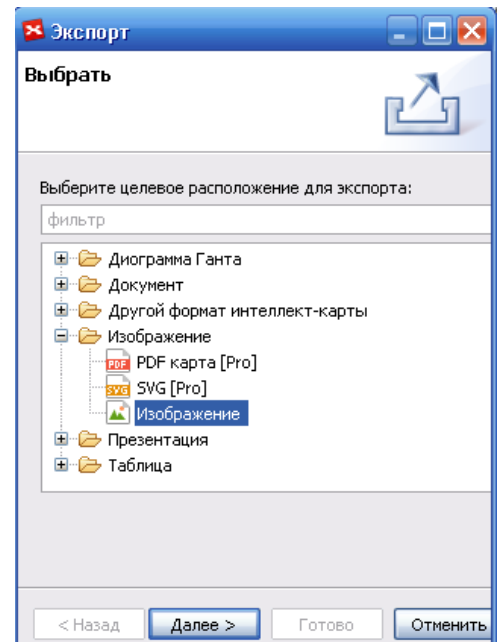 Экспорт
Выбрать
Выберите целевое расположение для экспорта:
фильтр
Диограмма Ганта
Документ
Другой формат интеллект-карты
Изображение
PDF PDF карта [Pro]
SVG SVG [Pro]
Изображение
Презентация
Таблица
< Назад Далее > Готово Отменить